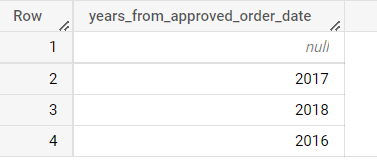 Row years_from_approved_order_date
1 null
2 2017
3 2018
4 2016